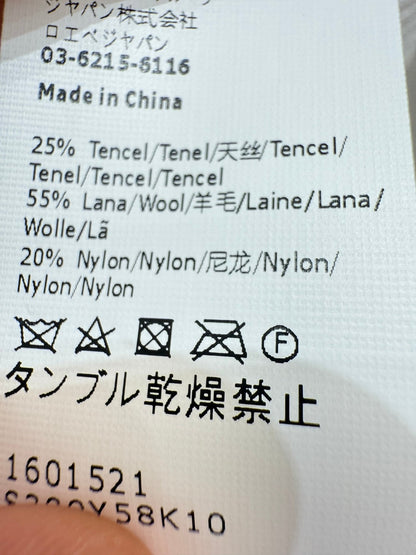 ジャパン株式会社
ロエベジャパン
03-6215-6116
Made in China
25% Tencel/Tenel/天丝/Tencel/
Tenel/Tencel/Tencel
55% Lana/Wool/羊毛/Laine/Lana/
Wolle/Lã
20% Nylon/Nylon/尼龙/Nylon/
Nylon/Nylon
F
タンブル乾燥禁止
1601521